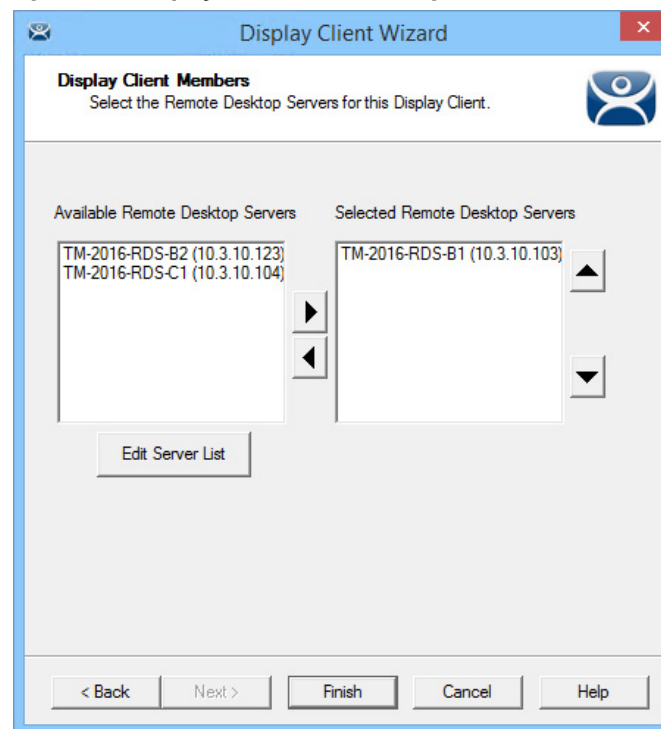 Display Client Wizard
Display Client Members
Select the Remote Desktop Servers for this Display Client.
Available Remote Desktop Servers
Selected Remote Desktop Servers
TM-2016-RDS-B2 (10.3.10.123)
TM-2016-RDS-C1 (10.3.10.104)
TM-2016-RDS-B1 (10.3.10.103)
Edit Server List
< Back
Next >
Finish
Cancel
Help